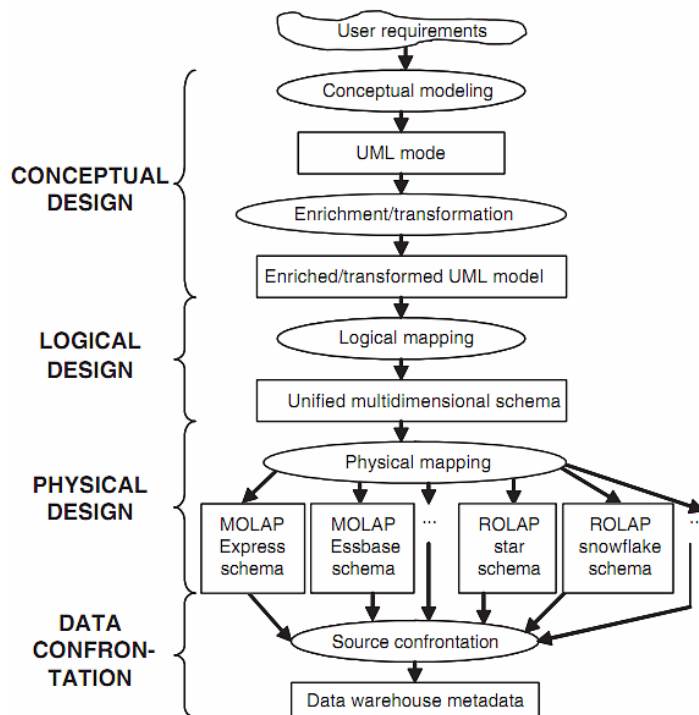 User requirements
Conceptual modeling
UML mode
CONCEPTUAL
DESIGN
Enrichment/transformation
Enriched/transformed UML model
LOGICAL
DESIGN
Logical mapping
Unified multidimensional schema
PHYSICAL
DESIGN
Physical mapping
MOLAP
Express
schema
MOLAP
Essbase
schema
...
ROLAP
star
schema
ROLAP
snowflake
schema
...
DATA
CONFRON-
TATION
Source confrontation
Data warehouse metadata